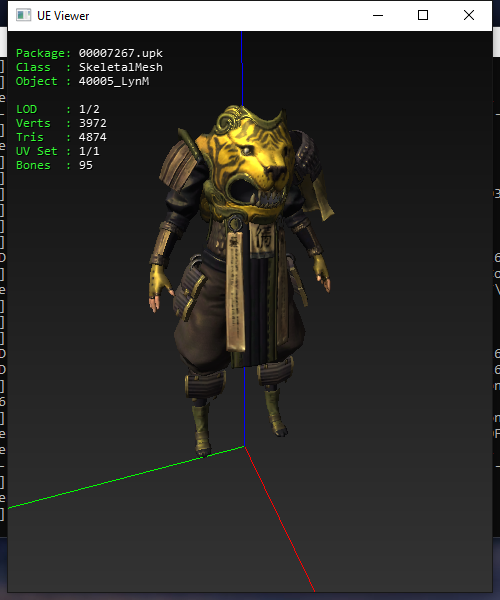 UE Viewer
Package: 00007267.upk
Class : SkeletalMesh
Object : 40005_LynM
LOD : 1/2
Verts : 3972
Tris : 4874
UV Set : 1/1
Bones : 95